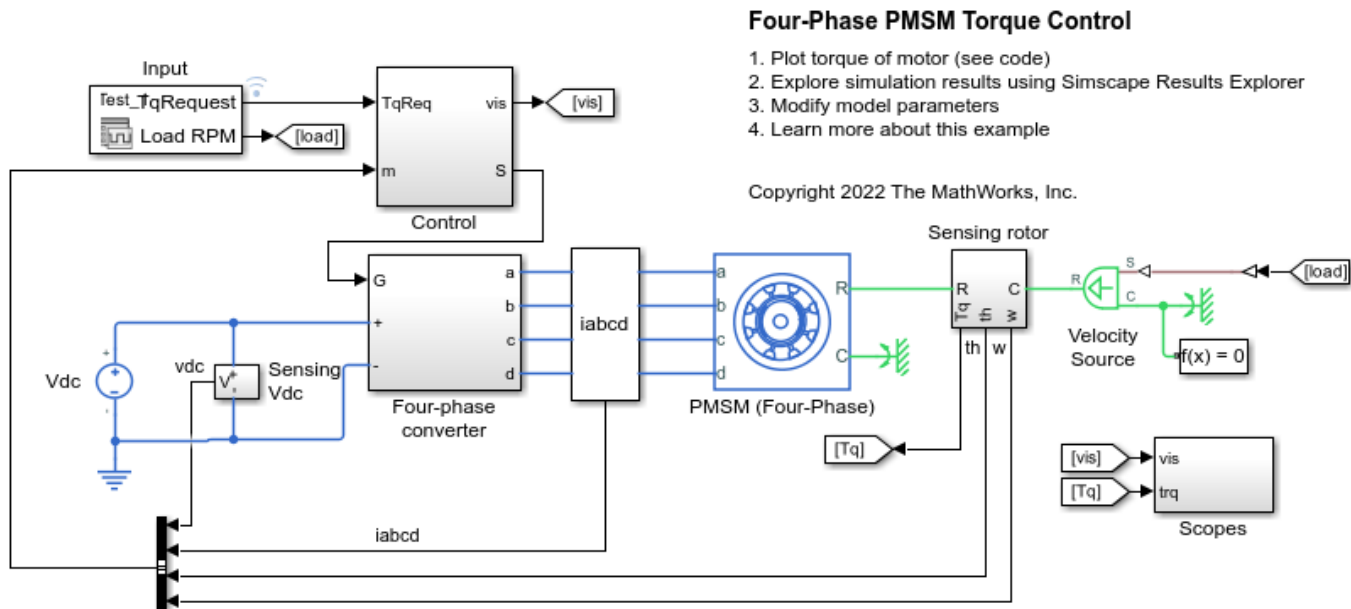 Four-Phase PMSM Torque Control
1. Plot torque of motor (see code)
2. Explore simulation results using Simscape Results Explorer
3. Modify model parameters
4. Learn more about this example
Copyright 2022 The MathWorks, Inc.
Input
TqRequest
Load RPM
[load]
TqReq
vis
m
S
Control
[vis]
G
+
-
a
b
c
d
Four-phase
converter
iabcd
a
b
c
d
R
C
PMSM (Four-Phase)
Sensing rotor
R
C
Tq
th
w
th
w
R
S
C
Velocity
Source
[load]
f(x) = 0
Vdc
+
-
vdc
V
+
-
Sensing
Vdc
[Tq]
iabcd
[vis]
[Tq]
vis
trq
Scopes